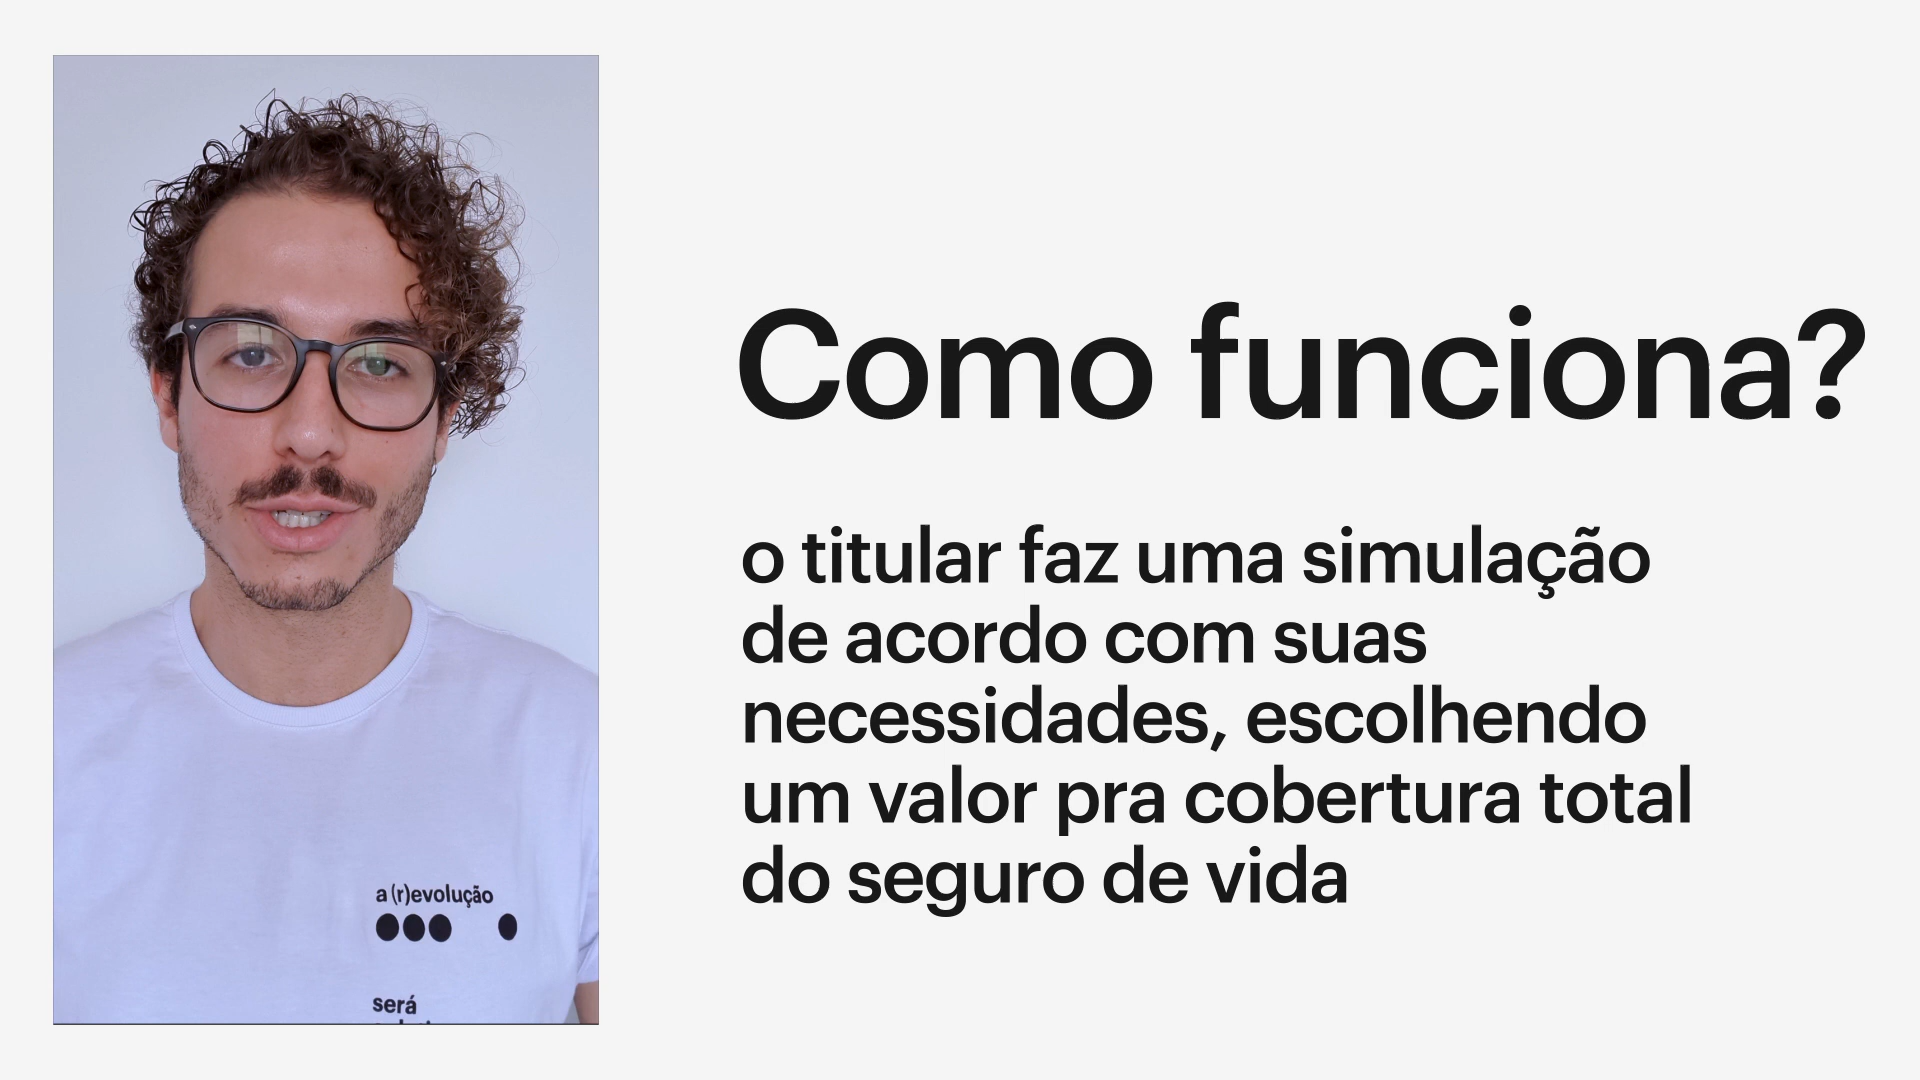 Como funciona?
o titular faz uma simulação
de acordo com suas
necessidades, escolhendo
um valor pra cobertura total
do seguro de vida
a (r)evolução
será